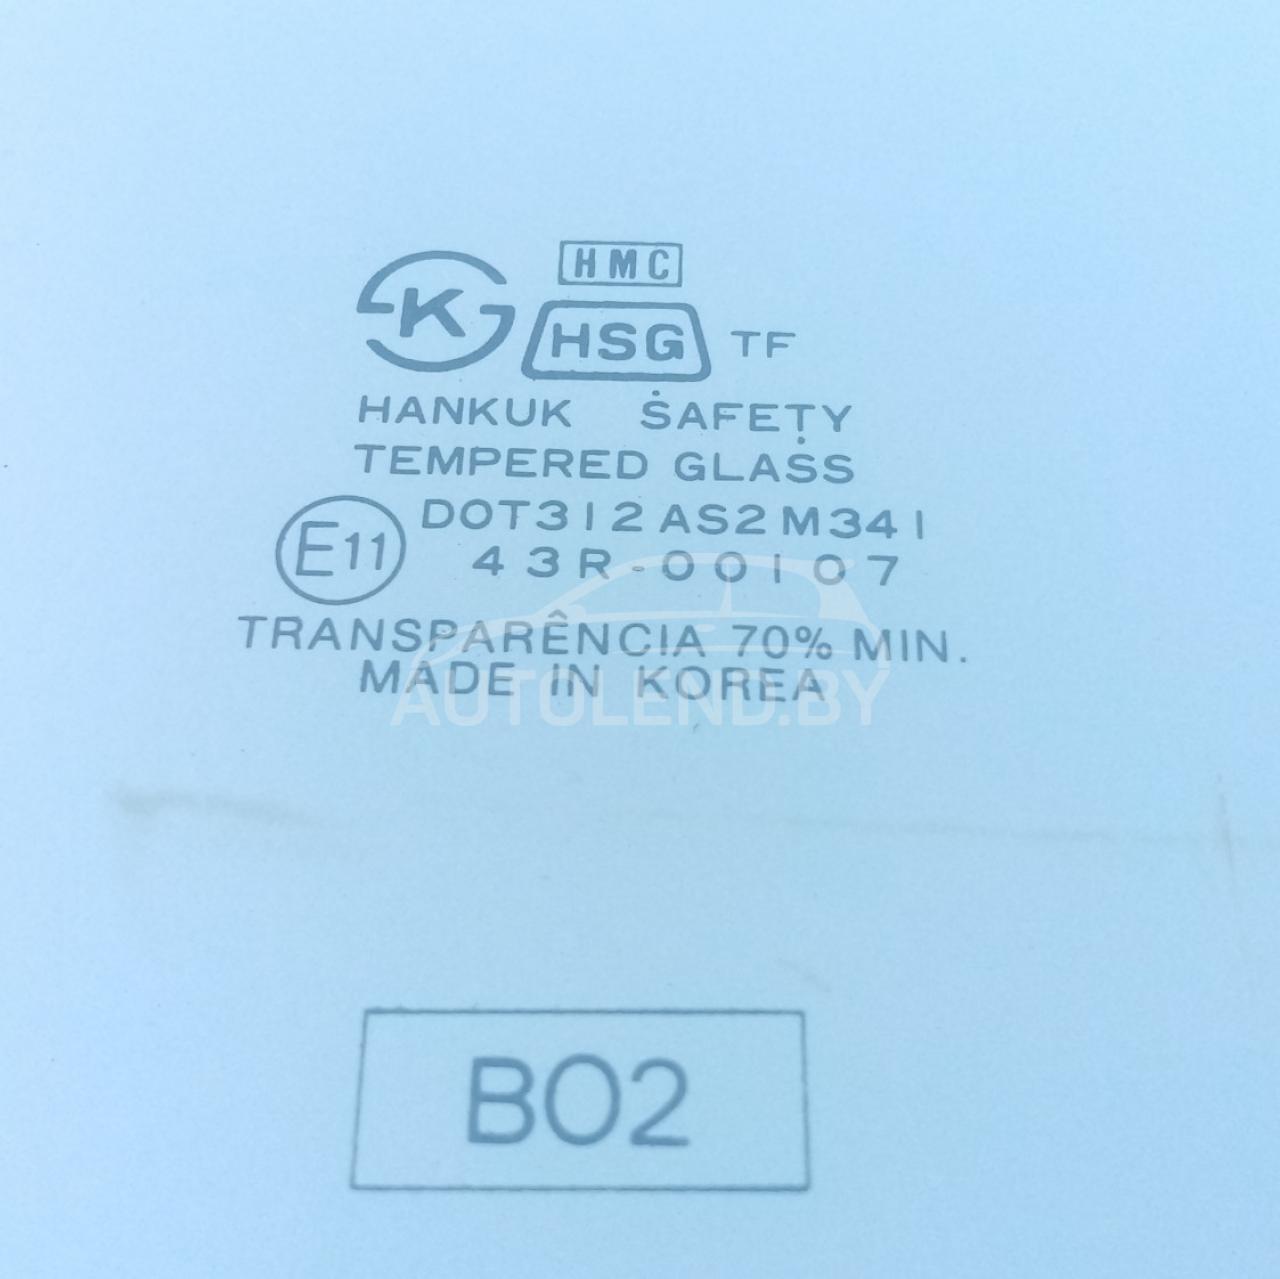 HMC
K HSG TF
HANKUK SAFETY
TEMPERED GLASS
E11 DOT312 AS2 M341
43R-00107
TRANSPARÊNCIA 70% MIN.
MADE IN KOREA
AUTOLEND.BY
B02